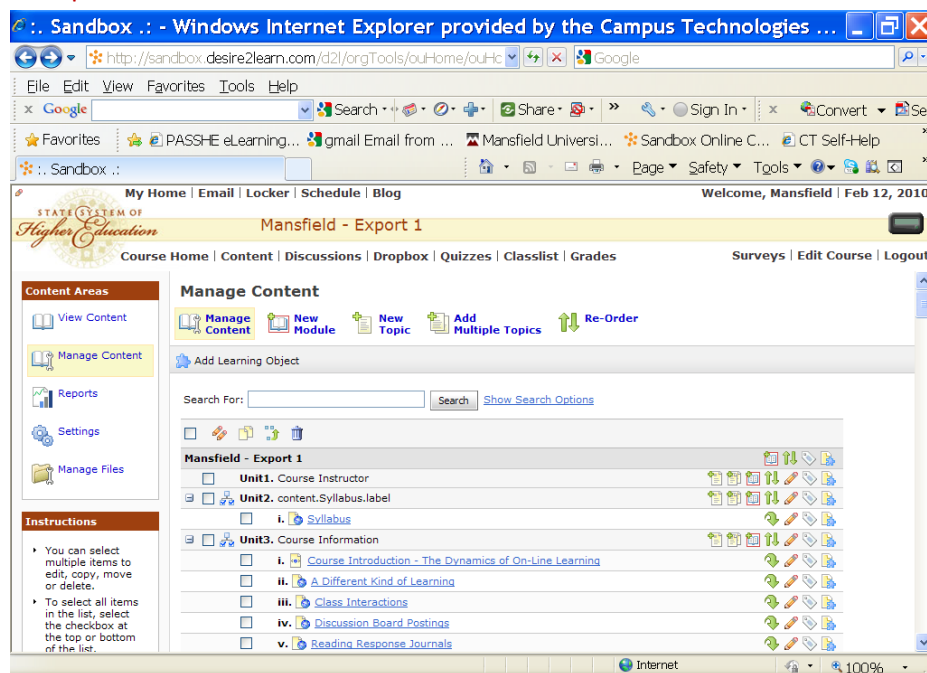 :. Sandbox .: - Windows Internet Explorer provided by the Campus Technologies ...
http://sandbox.desire2learn.com/d2l/orgTools/ouHome/ouHc Google
File Edit View Favorites Tools Help
x Google Search Share » Sign In x Convert Se
Favorites PASSHE eLearning... gmail Email from ... Mansfield Universi... Sandbox Online C... CT Self-Help »
:. Sandbox .: Page Safety Tools
My Home | Email | Locker | Schedule | Blog Welcome, Mansfield | Feb 12, 2010
STATE SYSTEM OF
Higher Education
Mansfield - Export 1
Course Home | Content | Discussions | Dropbox | Quizzes | Classlist | Grades Surveys | Edit Course | Logout
Content Areas
View Content
Manage Content
Reports
Settings
Manage Files
Instructions
You can select
multiple items to
edit, copy, move
or delete.
To select all items
in the list, select
the checkbox at
the top or bottom
of the list.
Manage Content
Manage Content New Module New Topic Add Multiple Topics Re-Order
Add Learning Object
Search For: Search Show Search Options
Mansfield - Export 1
Unit1. Course Instructor
Unit2. content.Syllabus.label
i. Syllabus
Unit3. Course Information
i. Course Introduction - The Dynamics of On-Line Learning
ii. A Different Kind of Learning
iii. Class Interactions
iv. Discussion Board Postings
v. Reading Response Journals
Internet 100%